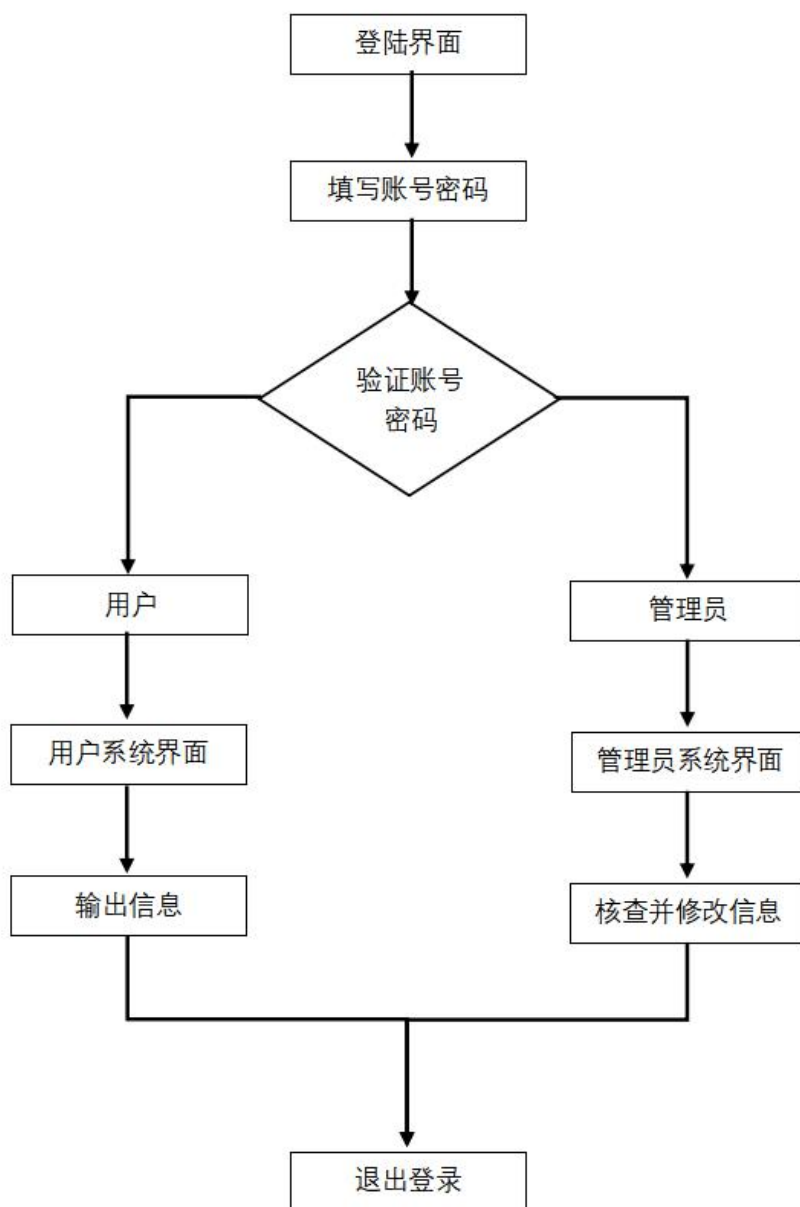 登陆界面
填写账号密码
验证账号
密码
用户
管理员
用户系统界面
管理员系统界面
输出信息
核查并修改信息
退出登录